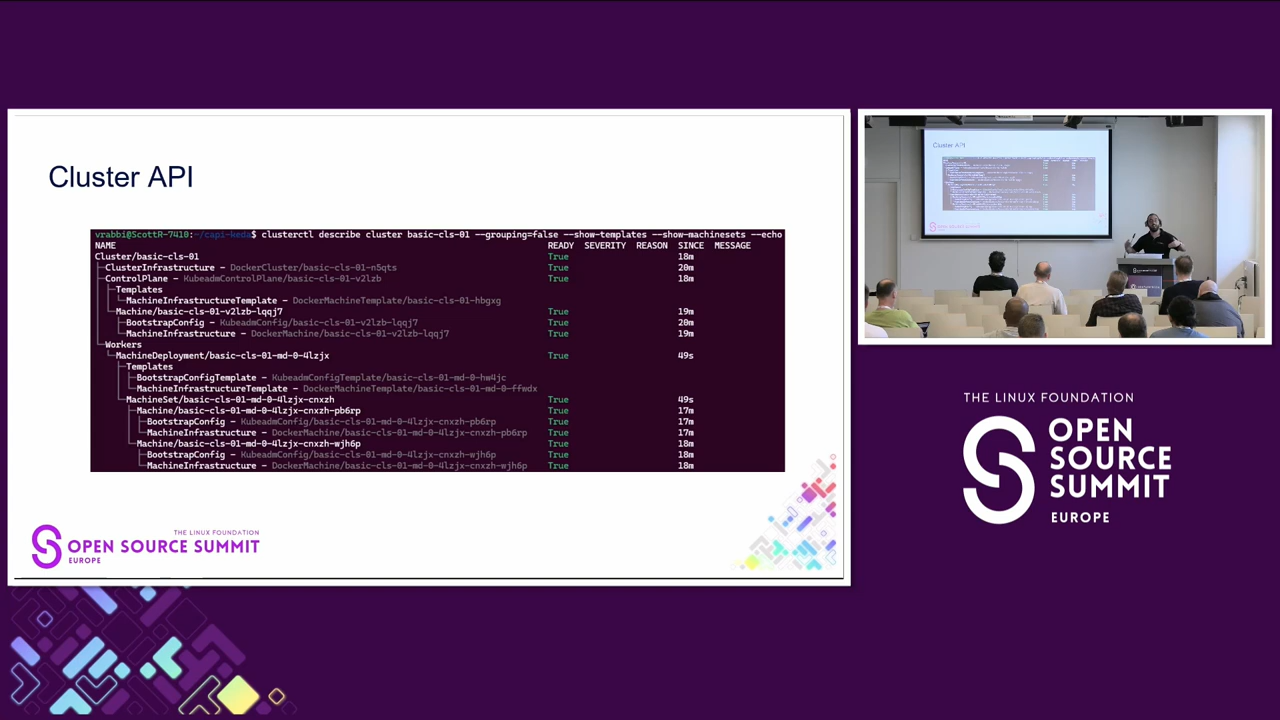 Cluster API
vrabbi@ScottR-7410:~/capi-keda$ clusterctl describe cluster basic-cls-01 --grouping=false --show-templates --show-machinesets --echo
NAME READY SEVERITY REASON SINCE MESSAGE
Cluster/basic-cls-01 True 18m
├─ClusterInfrastructure - DockerCluster/basic-cls-01-n5qts True 20m
├─ControlPlane - KubeadmControlPlane/basic-cls-01-v2lzb True 18m
│ ├─Templates
│ │ └─MachineInfrastructureTemplate - DockerMachineTemplate/basic-cls-01-hbgxg
│ └─Machine/basic-cls-01-v2lzb-lqqj7 True 19m
│   ├─BootstrapConfig - KubeadmConfig/basic-cls-01-v2lzb-lqqj7 True 20m
│   └─MachineInfrastructure - DockerMachine/basic-cls-01-v2lzb-lqqj7 True 19m
└─Workers
  └─MachineDeployment/basic-cls-01-md-0-4lzjx True 49s
    ├─Templates
    │ ├─BootstrapConfigTemplate - KubeadmConfigTemplate/basic-cls-01-md-0-hw4jc
    │ └─MachineInfrastructureTemplate - DockerMachineTemplate/basic-cls-01-md-0-ffwdx
    └─MachineSet/basic-cls-01-md-0-4lzjx-cnxzh True 49s
      ├─Machine/basic-cls-01-md-0-4lzjx-cnxzh-pb6rp True 17m
      │ ├─BootstrapConfig - KubeadmConfig/basic-cls-01-md-0-4lzjx-cnxzh-pb6rp True 17m
      │ └─MachineInfrastructure - DockerMachine/basic-cls-01-md-0-4lzjx-cnxzh-pb6rp True 17m
      └─Machine/basic-cls-01-md-0-4lzjx-cnxzh-wjh6p True 18m
        ├─BootstrapConfig - KubeadmConfig/basic-cls-01-md-0-4lzjx-cnxzh-wjh6p True 18m
        └─MachineInfrastructure - DockerMachine/basic-cls-01-md-0-4lzjx-cnxzh-wjh6p True 18m
THE LINUX FOUNDATION
OPEN SOURCE SUMMIT
EUROPE
Cluster API
THE LINUX FOUNDATION
OPEN
SOURCE
SUMMIT
EUROPE